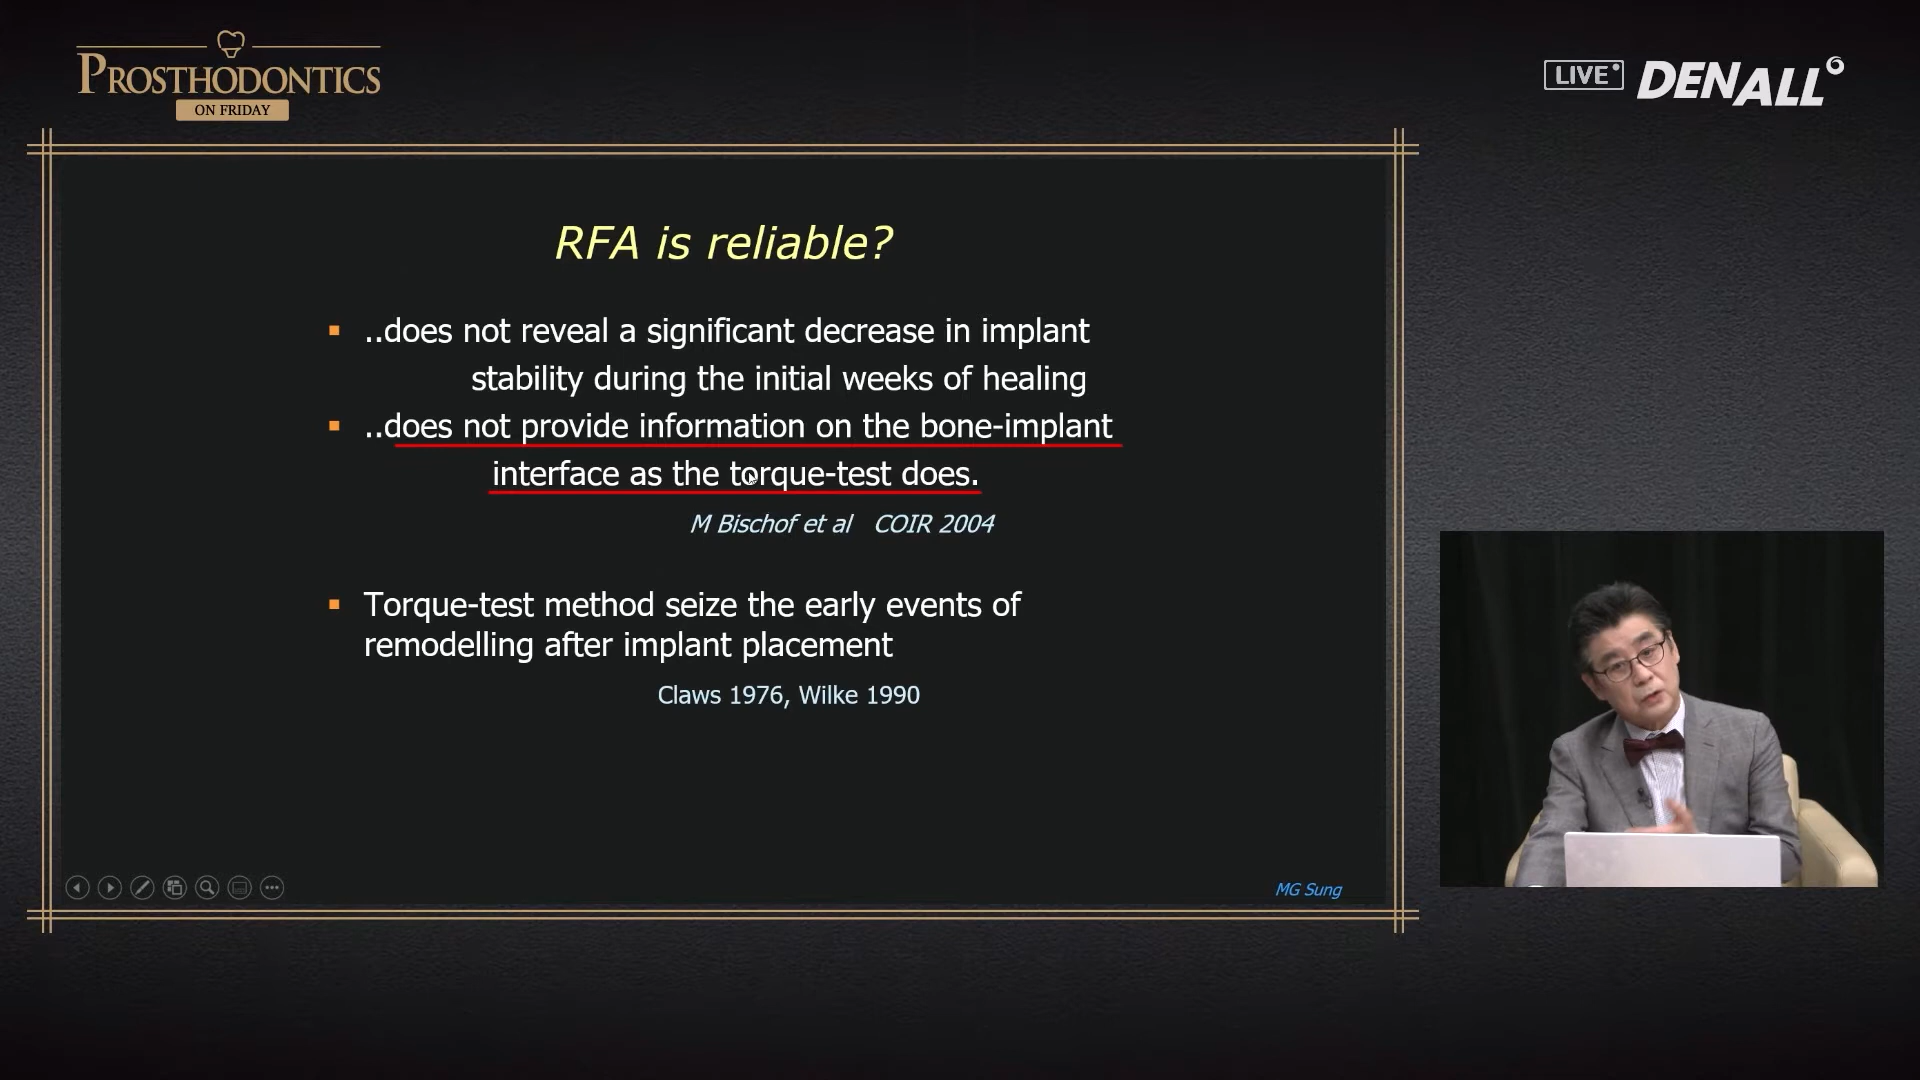 PROSTHODONTICS
ON FRIDAY
LIVE
DENALL
RFA is reliable?
..does not reveal a significant decrease in implant
stability during the initial weeks of healing
..does not provide information on the bone-implant
interface as the torque-test does.
M Bischof et al COIR 2004
Torque-test method seize the early events of
remodelling after implant placement
Claws 1976, Wilke 1990
MG Sung